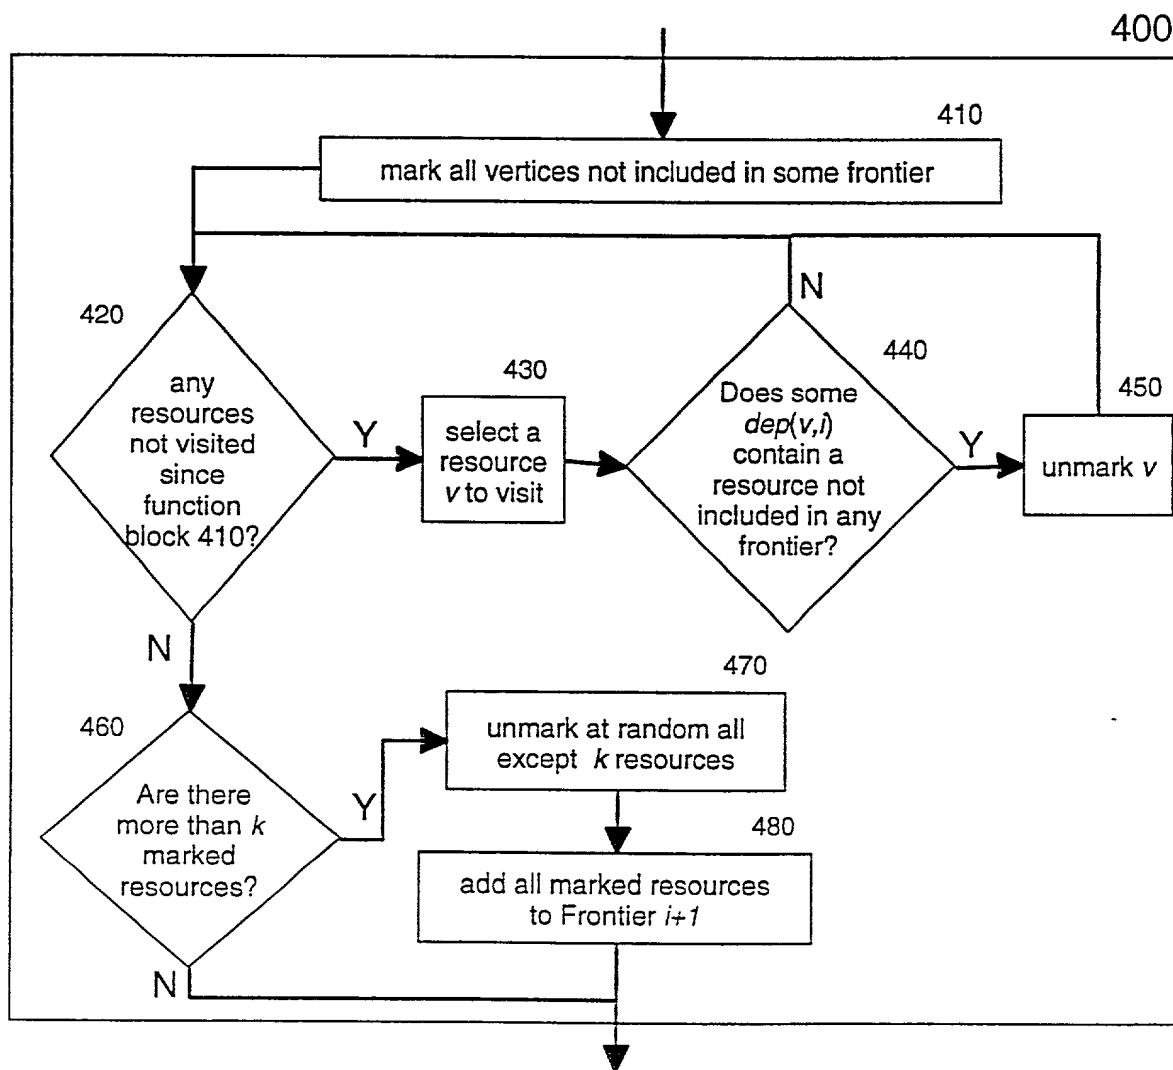 400
410
mark all vertices not included in some frontier
N
420
440
430
450
any
resources
not visited
since
function
block 410?
Y
select a
resource
v to visit
Does some
dep(v,i)
contain a
resource not
included in any
frontier?
Y
unmark v
N
470
460
unmark at random all
except k resources
Are there
more than k
marked
resources?
Y
480
add all marked resources
to Frontier i+1
N